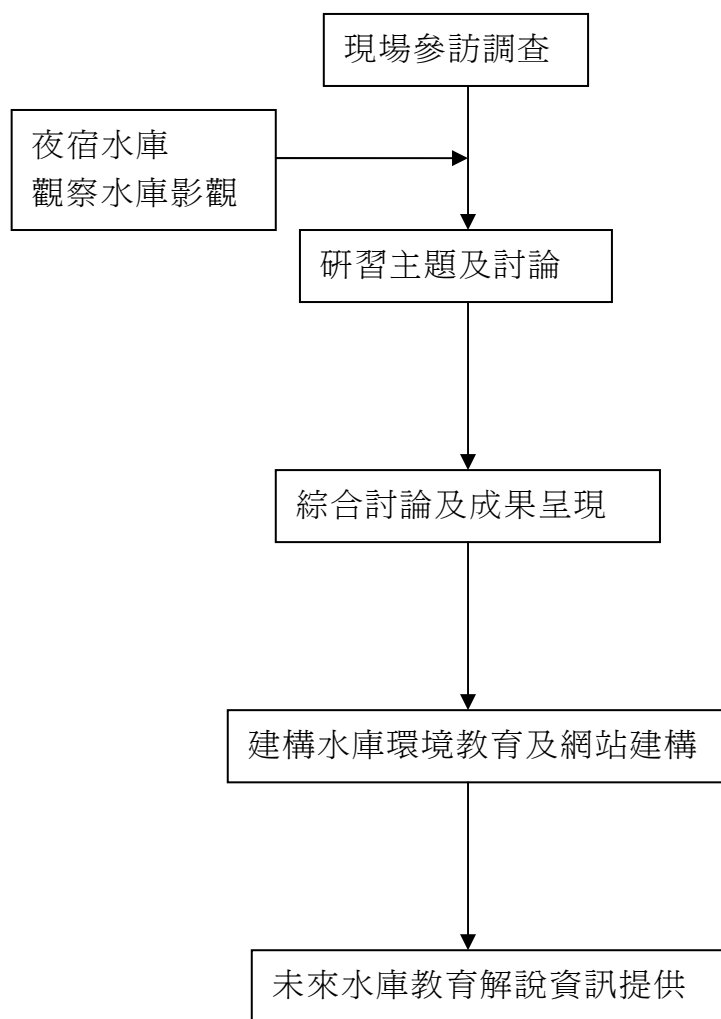 現場參訪調查
夜宿水庫
觀察水庫影觀
研習主題及討論
綜合討論及成果呈現
建構水庫環境教育及網站建構
未來水庫教育解說資訊提供